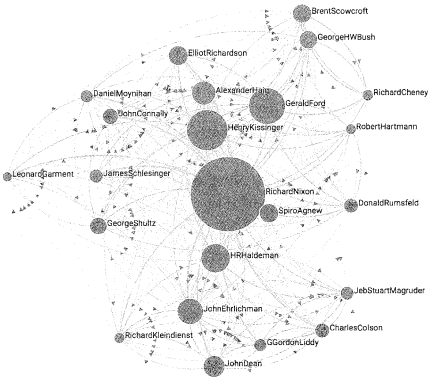 BrentScowcroft
GeorgeHWBush
ElliotRichardson
AlexanderHaig
RichardCheney
DanielMoynihan
GeraldFord
JohnConnally
HenryKissinger
RobertHartmann
LeonardGarment
JamesSchlesinger
RichardNixon
DonaldRumsfeld
SpiroAgnew
GeorgeShultz
HRHaldeman
JebStuartMagruder
JohnEhrlichman
CharlesColson
RichardKleindienst
GGordonLiddy
JohnDean